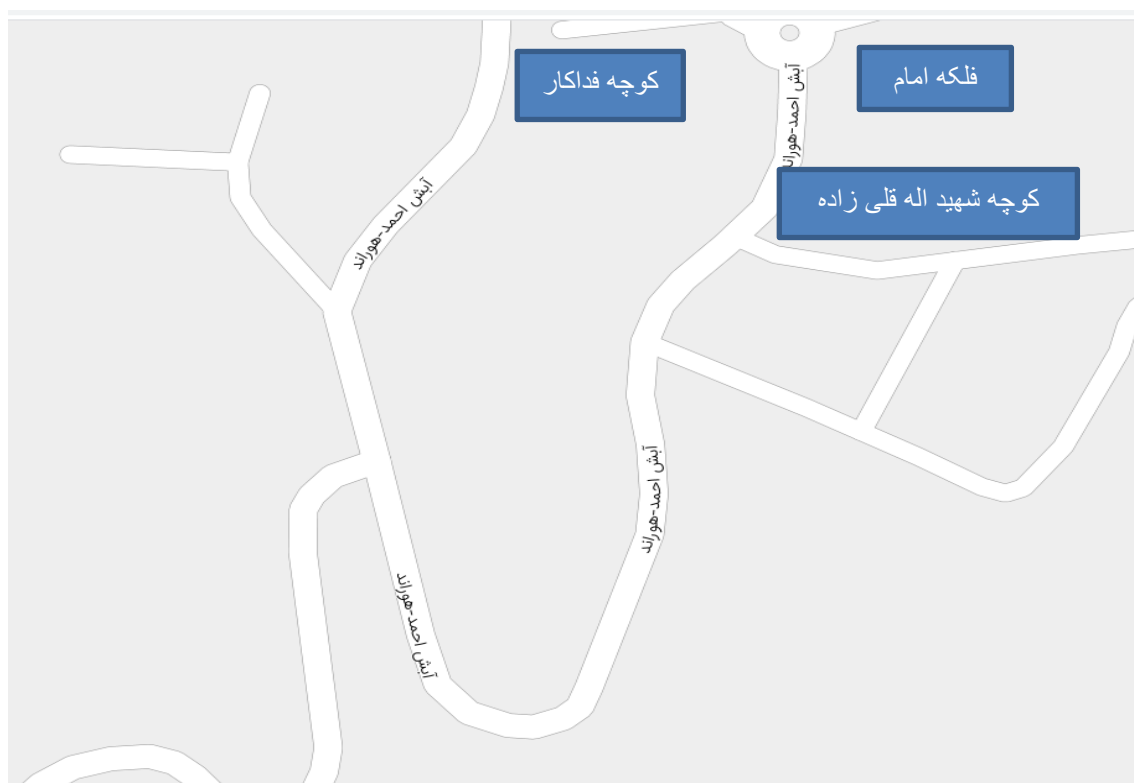 فلکه امام
کوچه فداکار
آبش احمد-هوراند
کوچه شهید اله قلی زاده
آبش احمد-هوراند
آبش احمد-هوراند
آبش احمد-هوراند